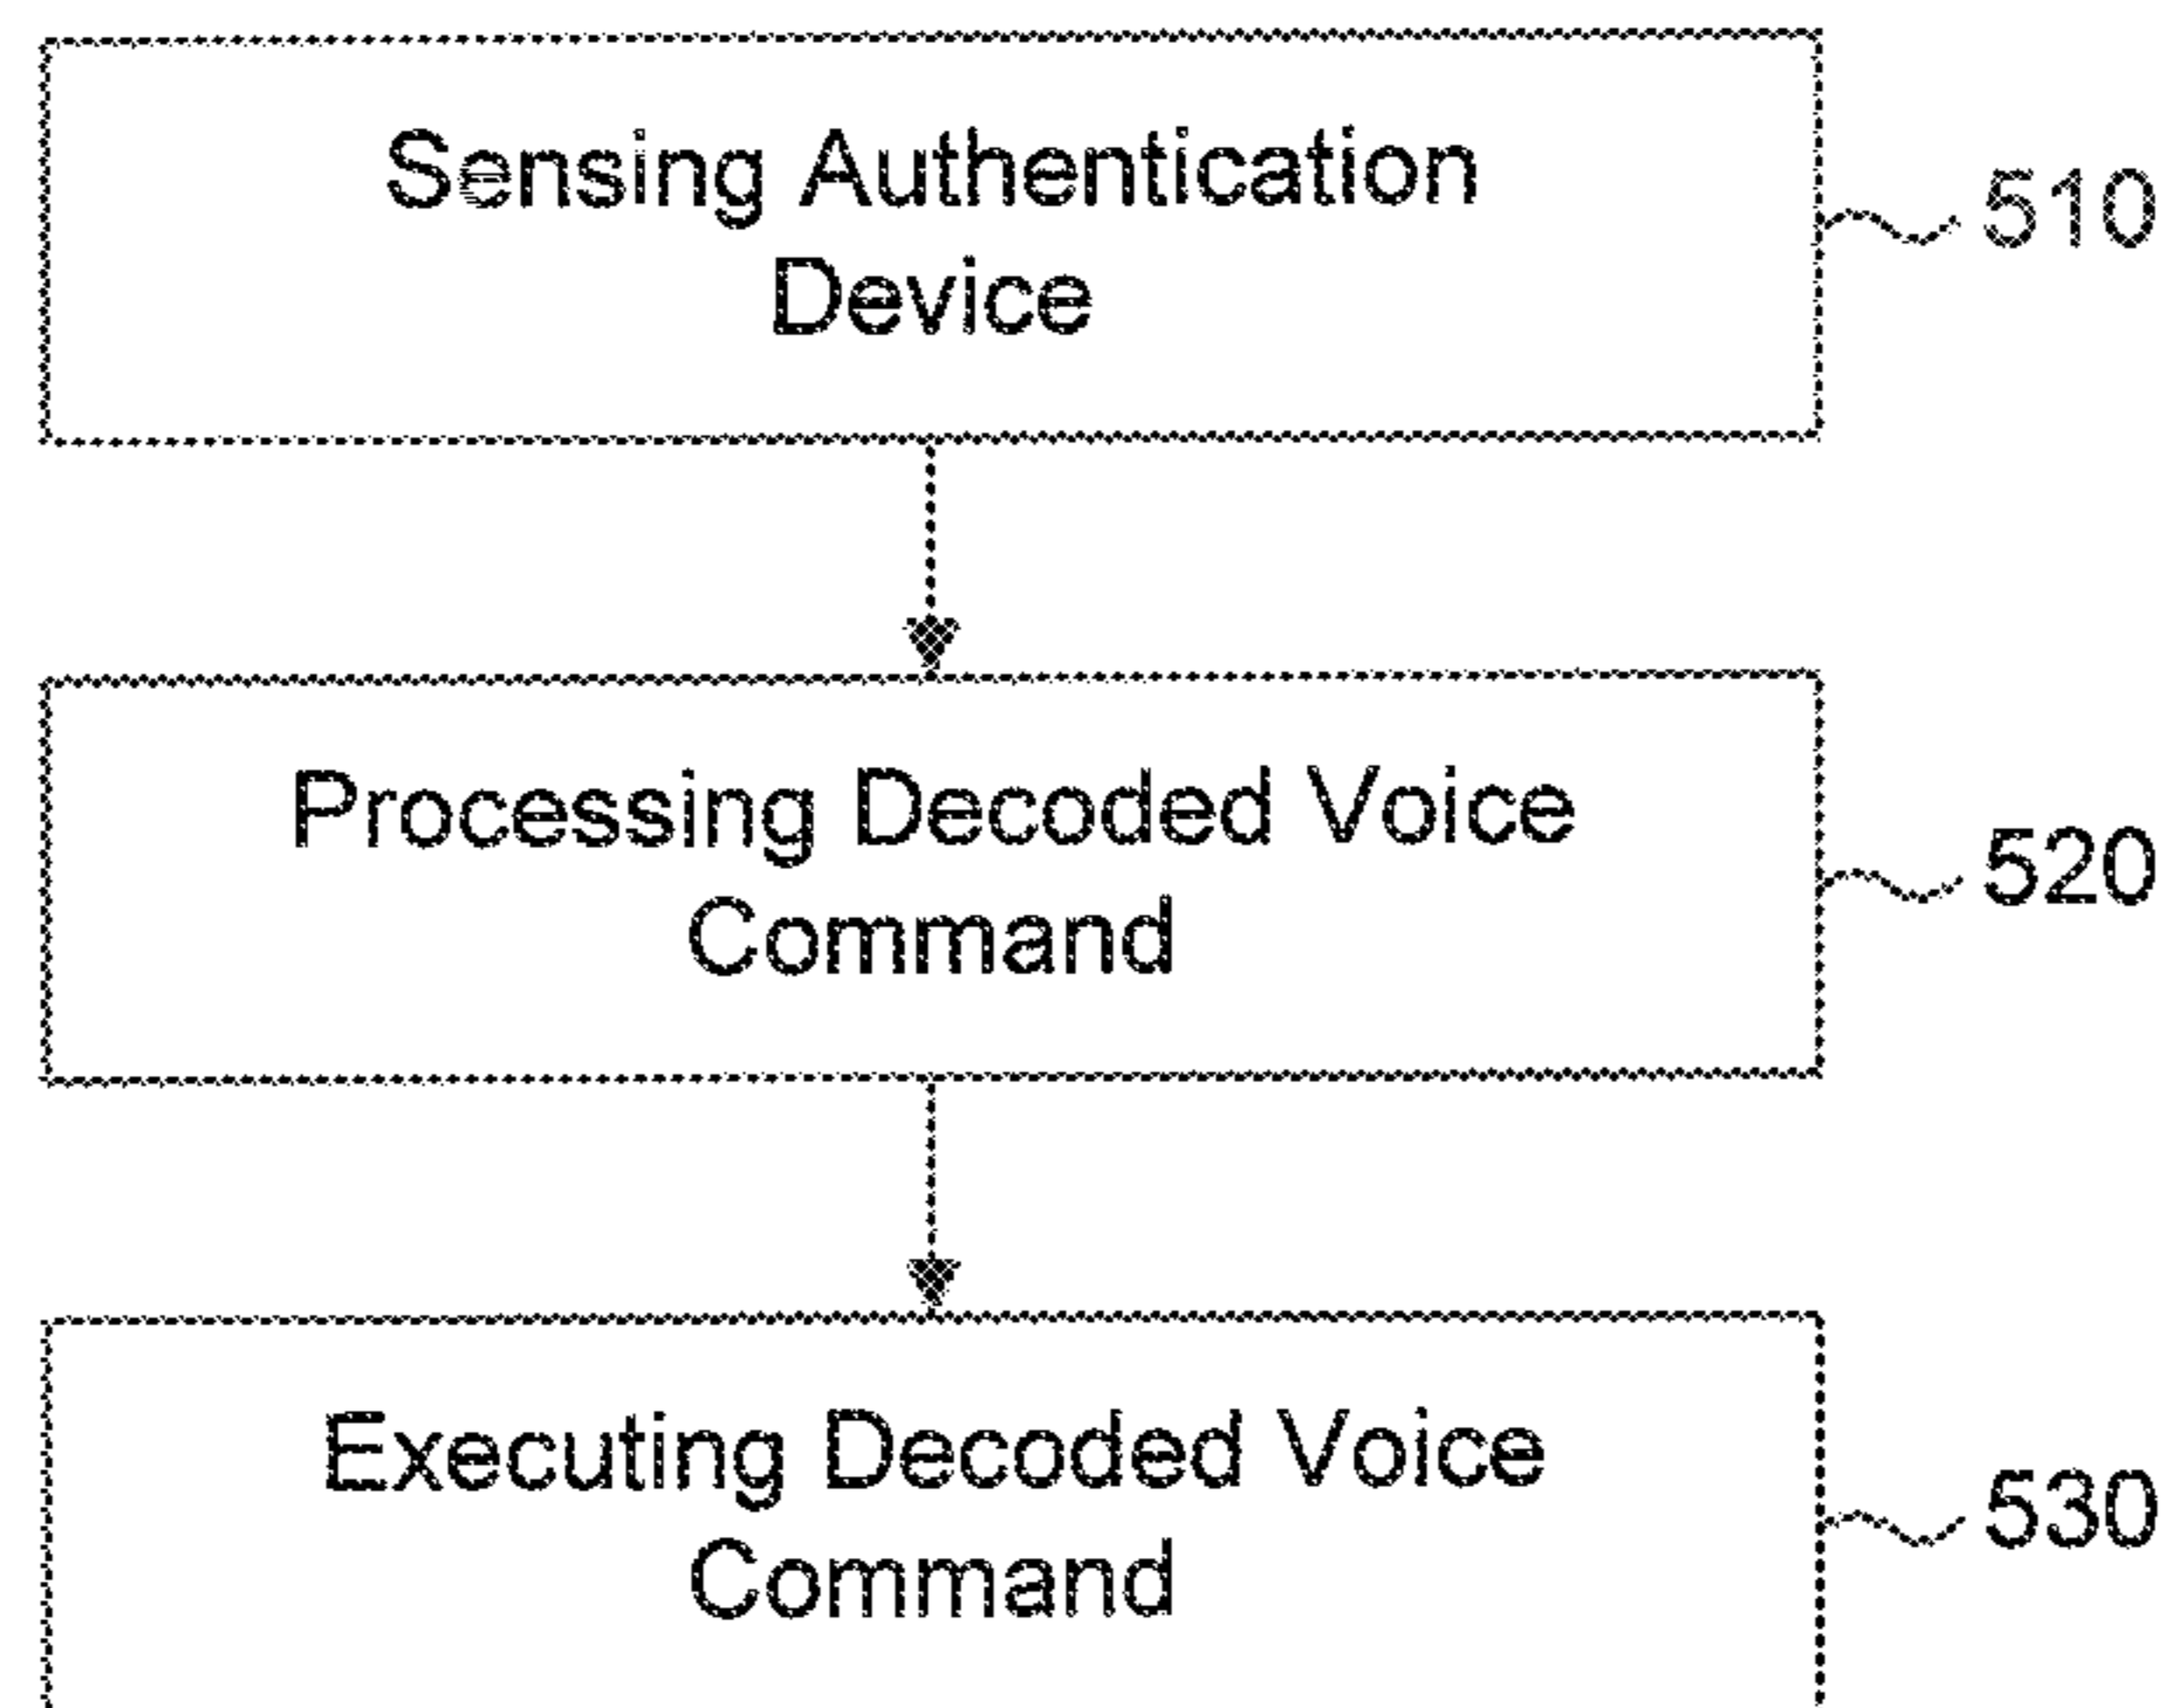 Sensing Authentication
Device
510
Processing Decoded Voice
Command
520
Executing Decoded Voice
Command
530